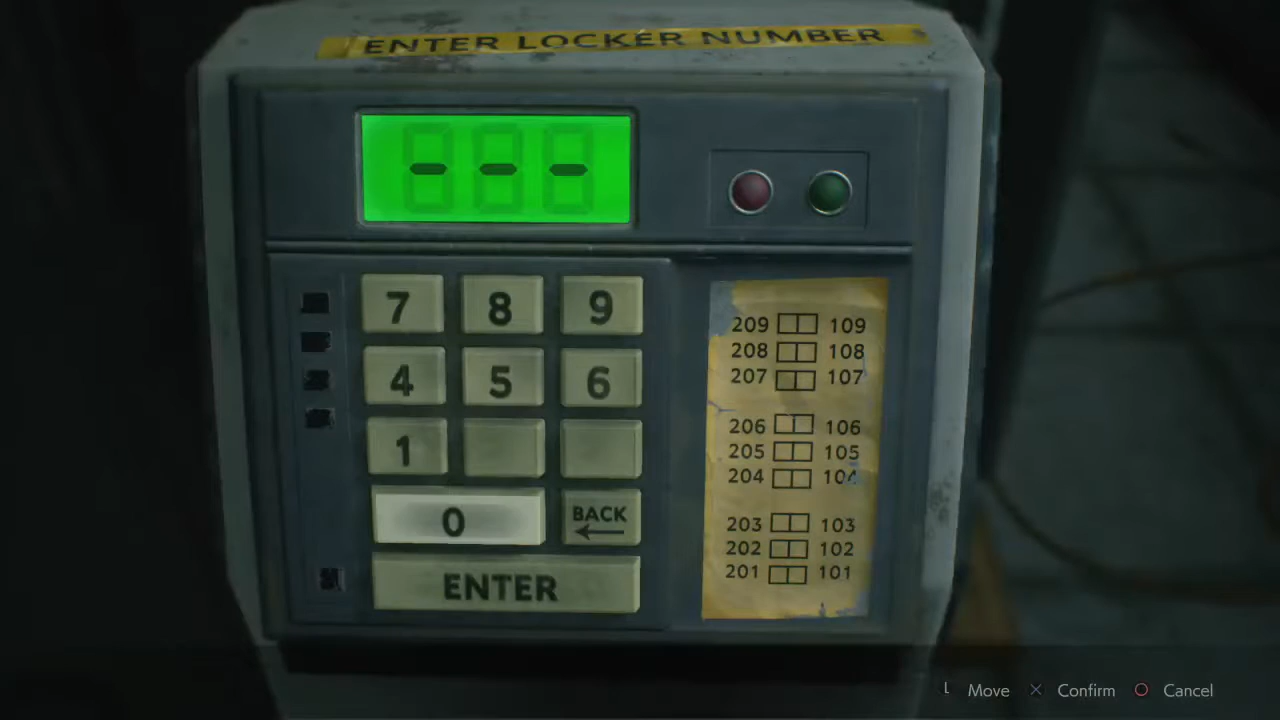 ENTER LOCKER NUMBER
- - -
7 8 9
4 5 6
1
0 BACK
ENTER
209 109
208 108
207 107
206 106
205 105
204 104
203 103
202 102
201 101
L Move X Confirm O Cancel